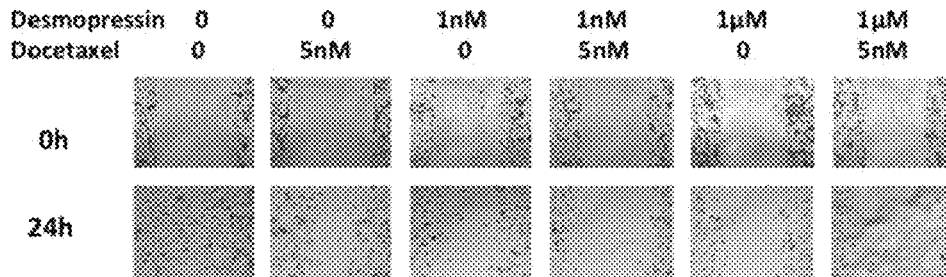 Desmopressin 0 0 1nM 1nM 1μM 1μM
Docetaxel 0 5nM 0 5nM 0 5nM
0h
24h